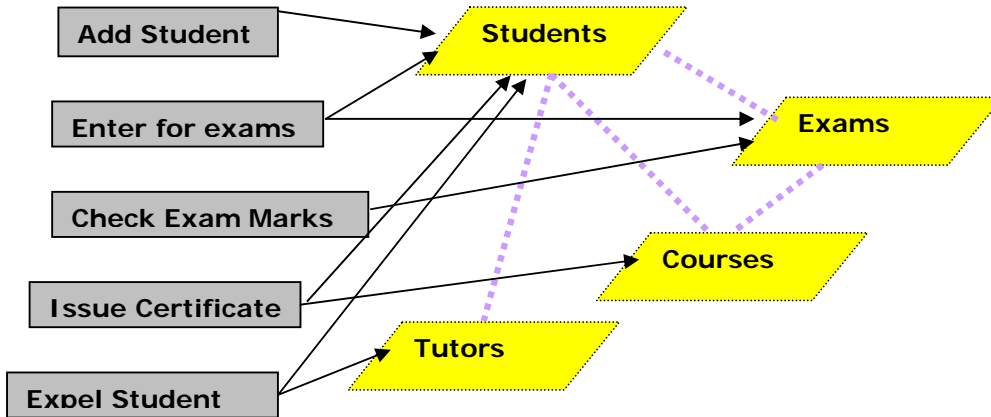 Add Student
Students
Enter for exams
Exams
Check Exam Marks
Courses
Issue Certificate
Tutors
Expel Student